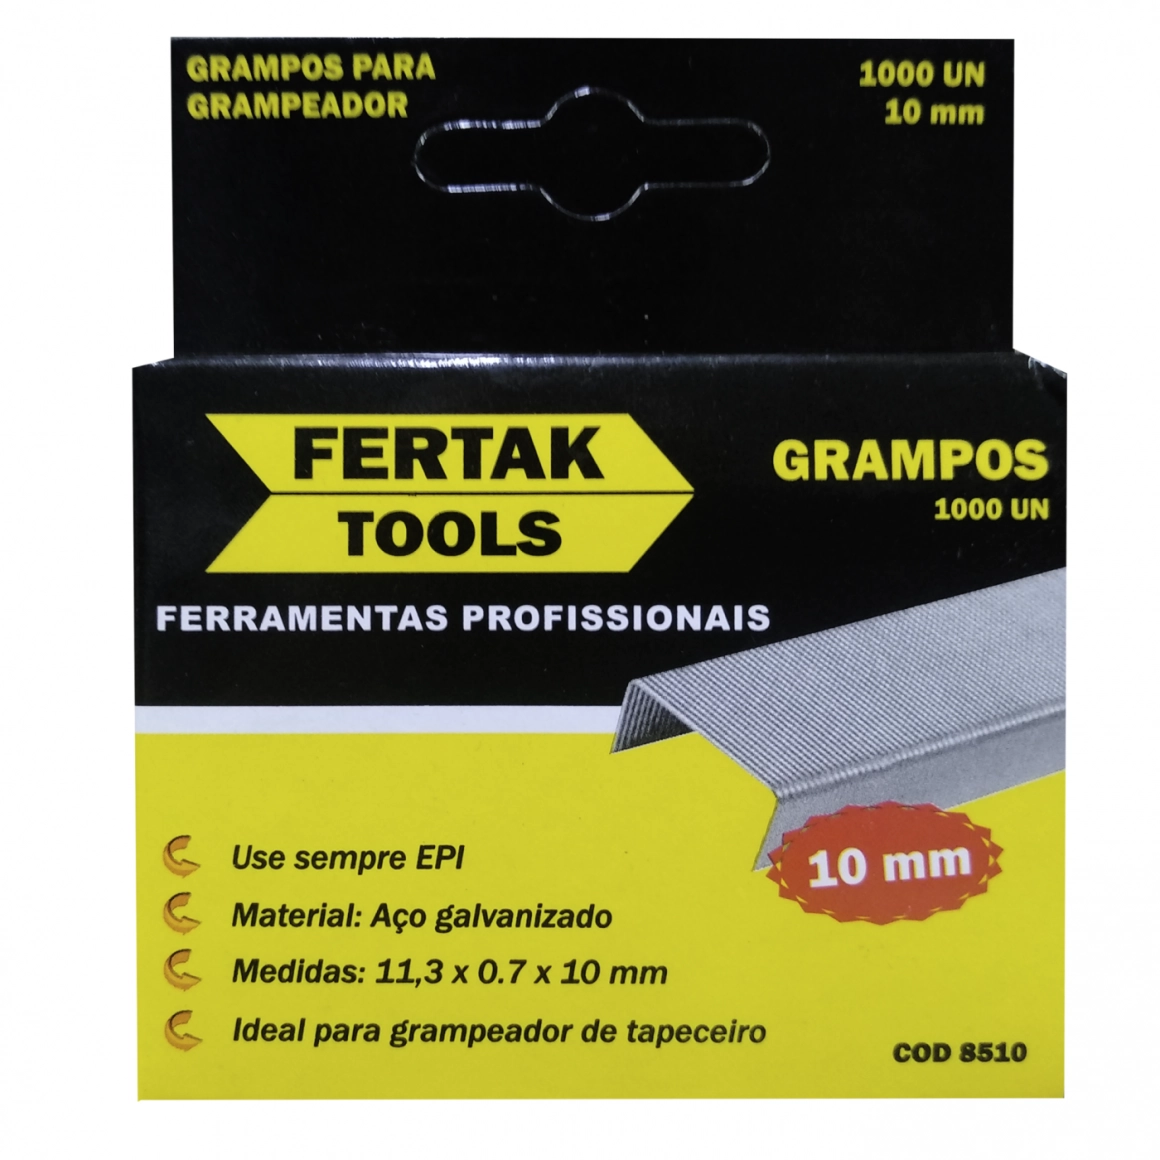 GRAMPOS PARA
GRAMPEADOR
1000 UN
10 mm
FERTAK
TOOLS
GRAMPOS
1000 UN
FERRAMENTAS PROFISSIONAIS
10 mm
Use sempre EPI
Material: Aço galvanizado
Medidas: 11,3 x 0.7 x 10 mm
Ideal para grampeador de tapeceiro
COD 8510